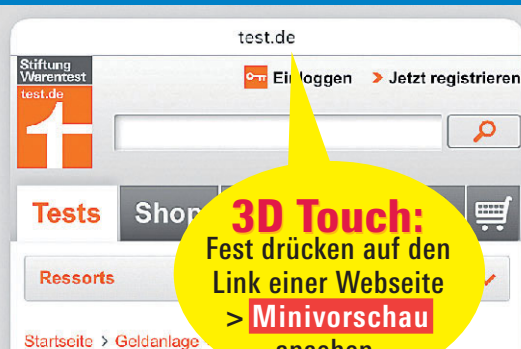 test.de
Stiftung
Warentest
test.de
Einloggen > Jetzt registrieren
Tests Shop
3D Touch:
Fest drücken auf den
Link einer Webseite
> Minivorschau
ansehen
Ressorts
Startseite > Geldanlage